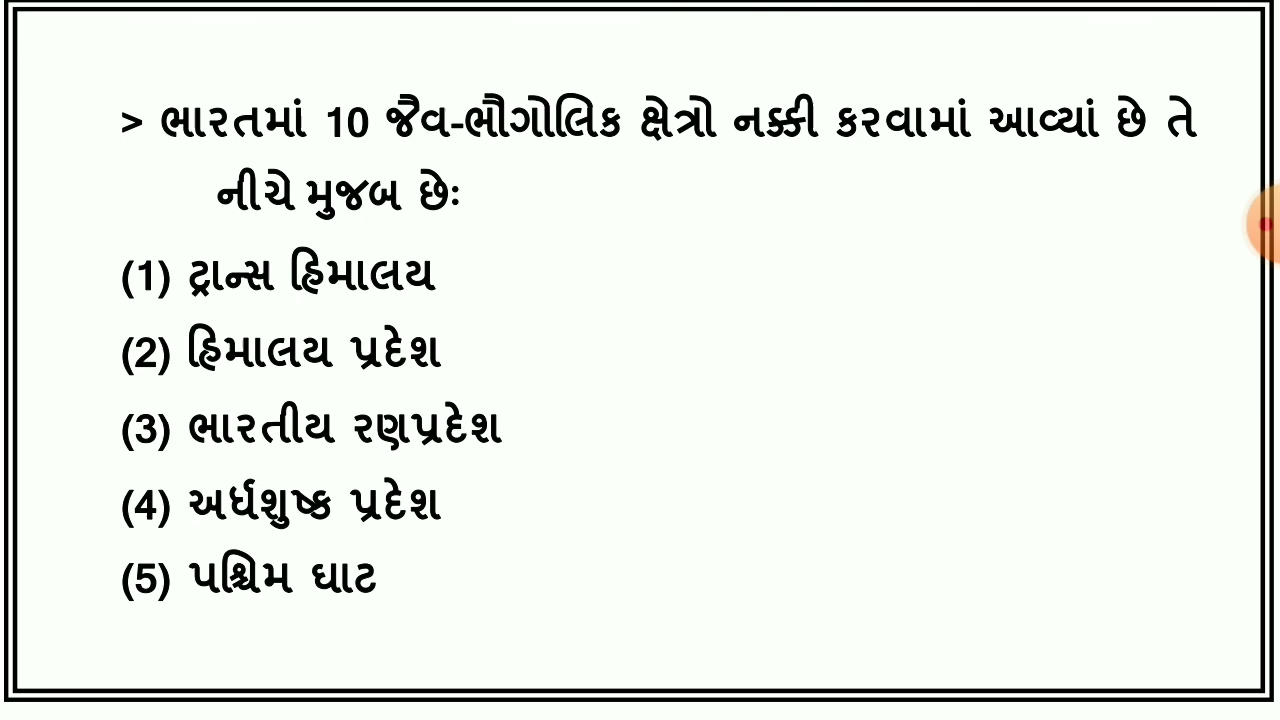 > ભારતમાં 10 જૈવ-ભૌગોલિક ક્ષેત્રો નક્કી કરવામાં આવ્યાં છે તે
નીચે મુજબ છેઃ
(1) ટ્રાન્સ હિમાલય
(2) હિમાલય પ્રદેશ
(3) ભારતીય રણપ્રદેશ
(4) અર્ધશુષ્ક પ્રદેશ
(5) પશ્ચિમ ઘાટ